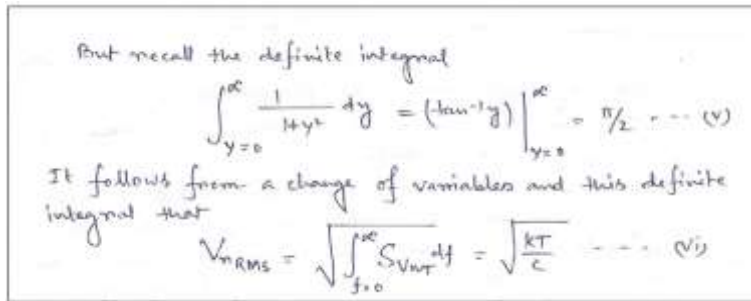 But recall the definite integral
∫_{y=0}^{∞} 1/(1+y²) dy = (tan⁻¹y)|_{y=0}^{∞} = π/2 - - - (v)
It follows from a change of variables and this definite
integral that
V_{nRMS} = √(∫_{f=0}^{∞} S_{VNT} df) = √(kT/C) - - - (vi)